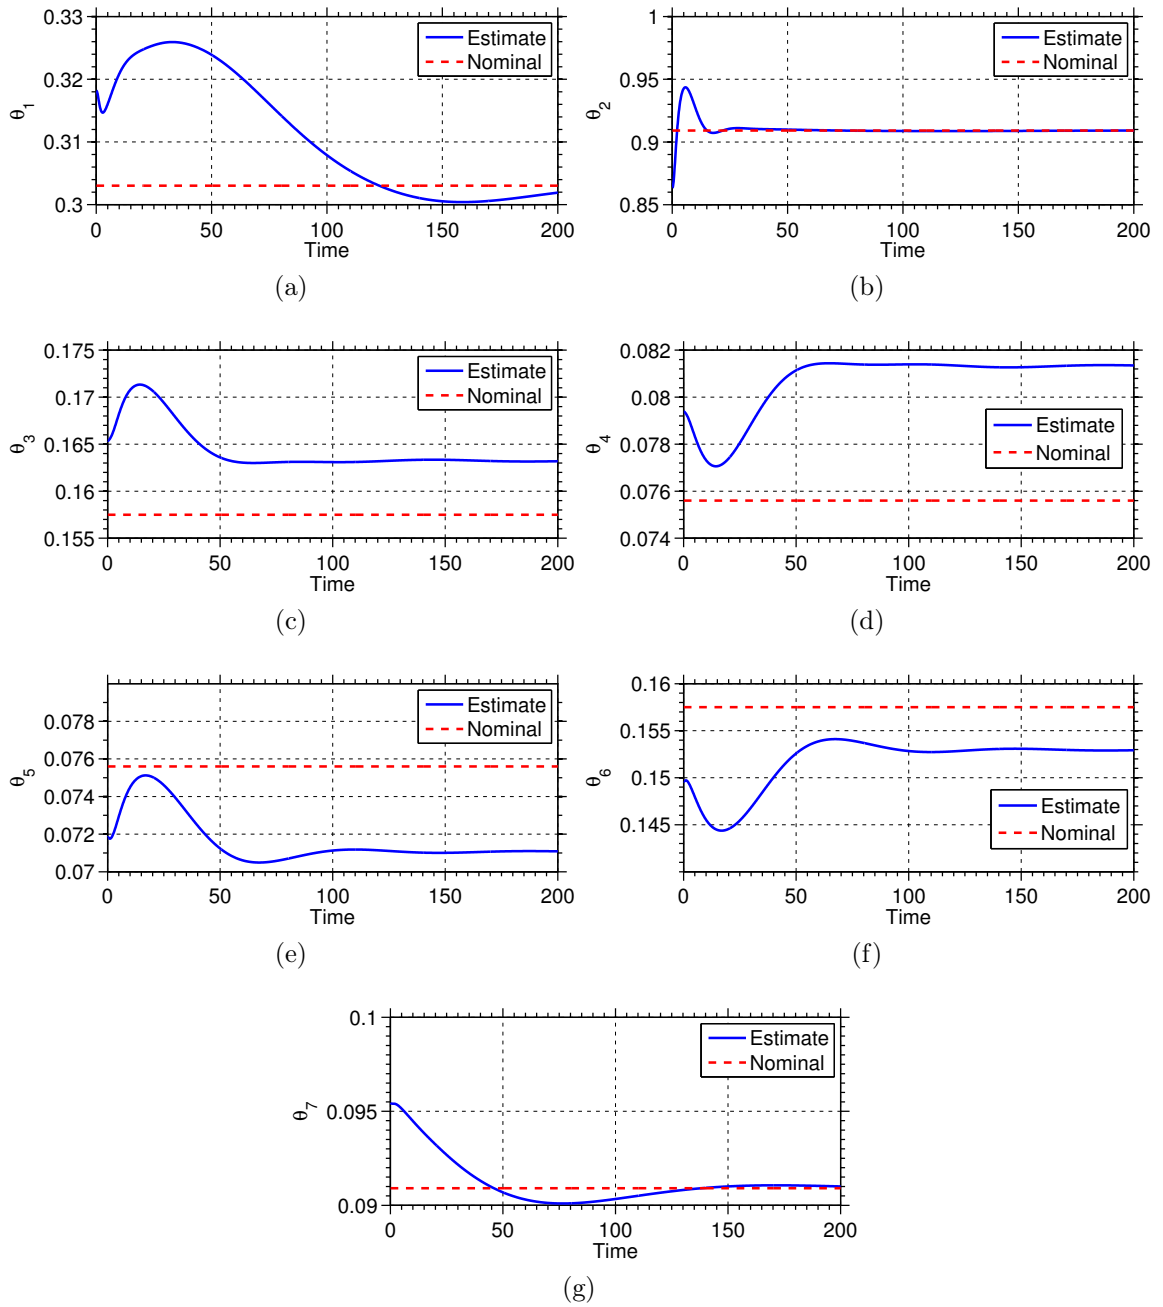 0.33
0.32
0.31
0.3
θ1
0 50 100 150 200
Time
Estimate
Nominal
(a)
1
0.95
0.9
0.85
θ2
0 50 100 150 200
Time
Estimate
Nominal
(b)
0.175
0.17
0.165
0.16
0.155
θ3
0 50 100 150 200
Time
Estimate
Nominal
(c)
0.082
0.08
0.078
0.076
0.074
θ4
0 50 100 150 200
Time
Estimate
Nominal
(d)
0.078
0.076
0.074
0.072
0.07
θ5
0 50 100 150 200
Time
Estimate
Nominal
(e)
0.16
0.155
0.15
0.145
θ6
0 50 100 150 200
Time
Estimate
Nominal
(f)
0.1
0.095
0.09
θ7
0 50 100 150 200
Time
Estimate
Nominal
(g)